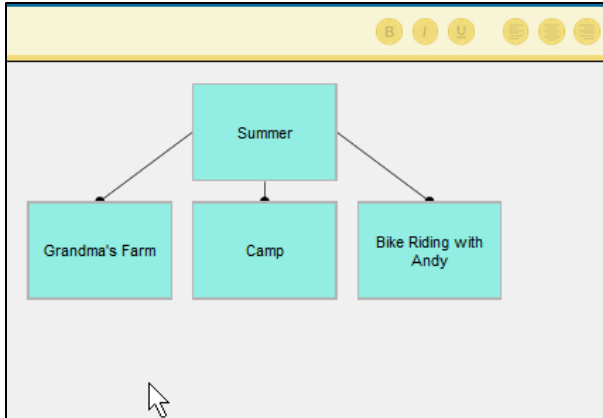 B I U
Summer
Grandma's Farm
Camp
Bike Riding with
Andy